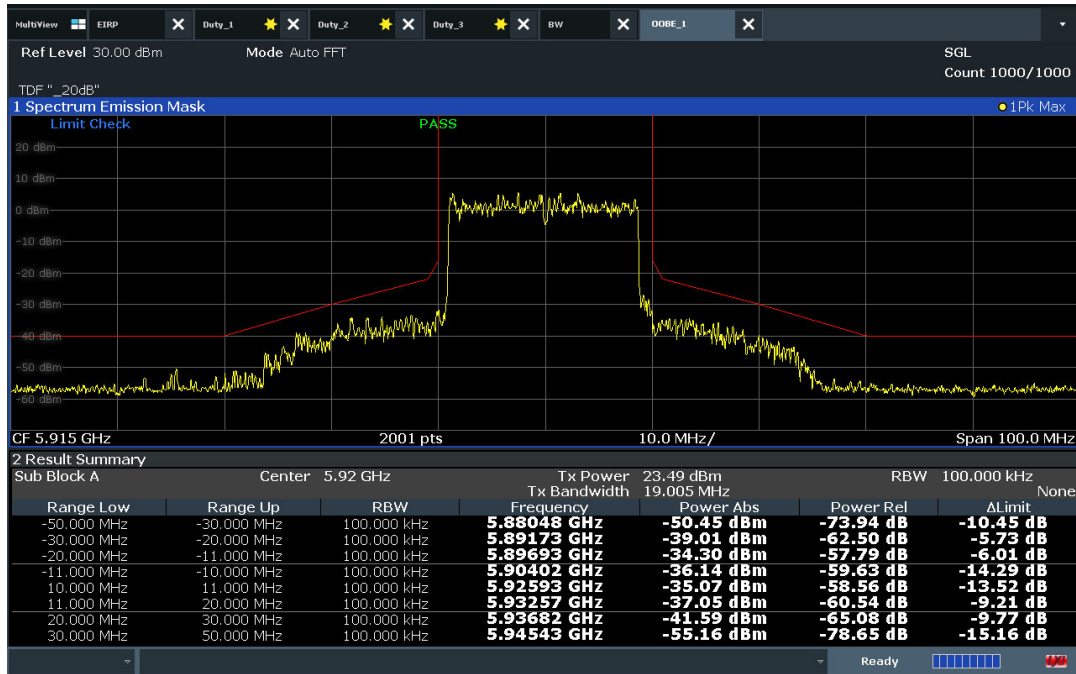 MultiView EIRP Duty_1 Duty_2 Duty_3 BW OOBE_1
Ref Level 30.00 dBm Mode Auto FFT SGL
Count 1000/1000
TDF "_20dB"
1 Spectrum Emission Mask 1Pk Max
Limit Check PASS
20 dBm
10 dBm
0 dBm
-10 dBm
-20 dBm
-30 dBm
-40 dBm
-50 dBm
-60 dBm
CF 5.915 GHz 2001 pts 10.0 MHz/ Span 100.0 MHz
2 Result Summary
Sub Block A Center 5.92 GHz Tx Power 23.49 dBm RBW 100.000 kHz
Tx Bandwidth 19.005 MHz None
Range Low Range Up RBW Frequency Power Abs Power Rel ΔLimit
-50.000 MHz -30.000 MHz 100.000 kHz 5.88048 GHz -50.45 dBm -73.94 dB -10.45 dB
-30.000 MHz -20.000 MHz 100.000 kHz 5.89173 GHz -39.01 dBm -62.50 dB -5.73 dB
-20.000 MHz -11.000 MHz 100.000 kHz 5.89693 GHz -34.30 dBm -57.79 dB -6.01 dB
-11.000 MHz -10.000 MHz 100.000 kHz 5.90402 GHz -36.14 dBm -59.63 dB -14.29 dB
10.000 MHz 11.000 MHz 100.000 kHz 5.92593 GHz -35.07 dBm -58.56 dB -13.52 dB
11.000 MHz 20.000 MHz 100.000 kHz 5.93257 GHz -37.05 dBm -60.54 dB -9.21 dB
20.000 MHz 30.000 MHz 100.000 kHz 5.93682 GHz -41.59 dBm -65.08 dB -9.77 dB
30.000 MHz 50.000 MHz 100.000 kHz 5.94543 GHz -55.16 dBm -78.65 dB -15.16 dB
Ready